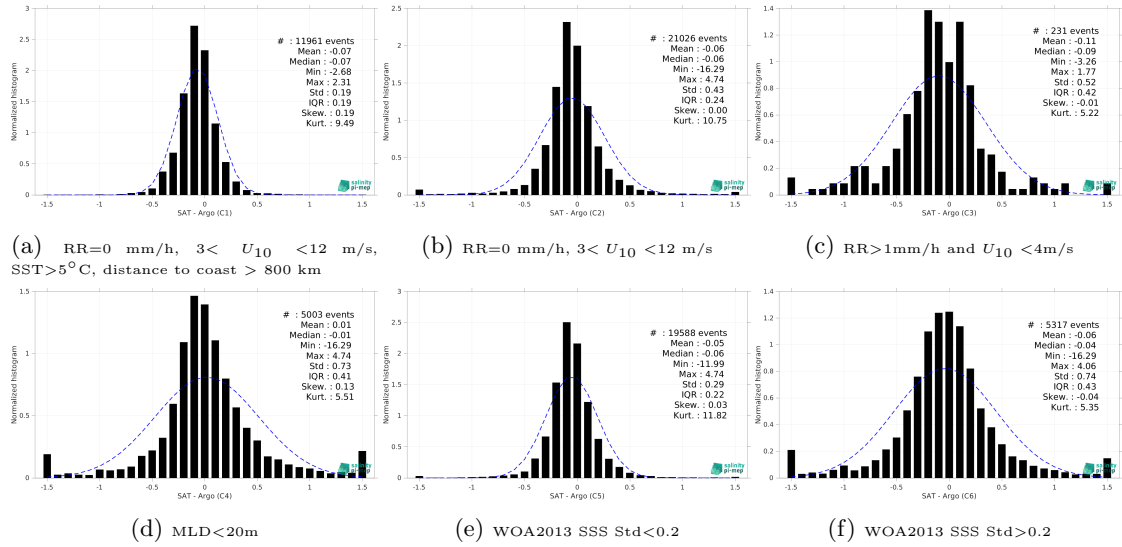 3
2.5
2
1.5
1
0.5
0
Normalized histogram
# : 11961 events
Mean : -0.07
Median : -0.07
Min : -2.68
Max : 2.31
Std : 0.19
IQR : 0.19
Skew. : 0.19
Kurt. : 9.49
salinity
pi-mep
-1.5 -1 -0.5 0 0.5 1 1.5
SAT - Argo (C1)
(a) RR=0 mm/h, 3< U10 <12 m/s,
SST>5°C, distance to coast > 800 km
2.5
2
1.5
1
0.5
0
Normalized histogram
# : 21026 events
Mean : -0.06
Median : -0.06
Min : -16.29
Max : 4.74
Std : 0.43
IQR : 0.24
Skew. : 0.00
Kurt. : 10.75
salinity
pi-mep
-1.5 -1 -0.5 0 0.5 1 1.5
SAT - Argo (C2)
(b) RR=0 mm/h, 3< U10 <12 m/s
1.4
1.2
1
0.8
0.6
0.4
0.2
0
Normalized histogram
# : 231 events
Mean : -0.11
Median : -0.09
Min : -3.26
Max : 1.77
Std : 0.52
IQR : 0.42
Skew. : -0.01
Kurt. : 5.22
salinity
pi-mep
-1.5 -1 -0.5 0 0.5 1 1.5
SAT - Argo (C3)
(c) RR>1mm/h and U10 <4m/s
1.5
1
0.5
0
Normalized histogram
# : 5003 events
Mean : 0.01
Median : -0.01
Min : -16.29
Max : 4.74
Std : 0.73
IQR : 0.41
Skew. : 0.13
Kurt. : 5.51
salinity
pi-mep
-1.5 -1 -0.5 0 0.5 1 1.5
SAT - Argo (C4)
(d) MLD<20m
3
2.5
2
1.5
1
0.5
0
Normalized histogram
# : 19588 events
Mean : -0.05
Median : -0.06
Min : -11.99
Max : 4.74
Std : 0.29
IQR : 0.22
Skew. : 0.03
Kurt. : 11.82
salinity
pi-mep
-1.5 -1 -0.5 0 0.5 1 1.5
SAT - Argo (C5)
(e) WOA2013 SSS Std<0.2
1.4
1.2
1
0.8
0.6
0.4
0.2
0
Normalized histogram
# : 5317 events
Mean : -0.06
Median : -0.04
Min : -16.29
Max : 4.06
Std : 0.74
IQR : 0.43
Skew. : -0.04
Kurt. : 5.35
salinity
pi-mep
-1.5 -1 -0.5 0 0.5 1 1.5
SAT - Argo (C6)
(f) WOA2013 SSS Std>0.2